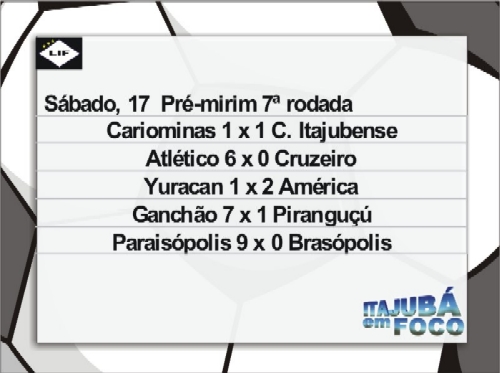 LIF
Sábado, 17 Pré-mirim 7ª rodada
Cariominas 1 x 1 C. Itajubense
Atlético 6 x 0 Cruzeiro
Yuracan 1 x 2 América
Ganchão 7 x 1 Piranguçú
Paraisópolis 9 x 0 Brasópolis
ITAJUBÁ
em FOCO